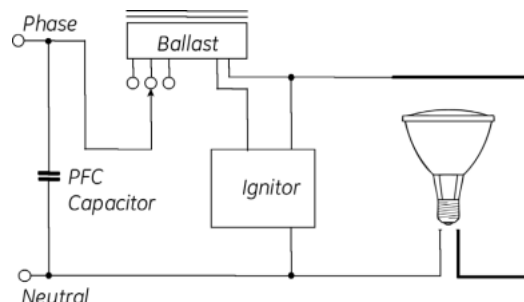 Phase
Ballast
PFC
Capacitor
Ignitor
Neutral